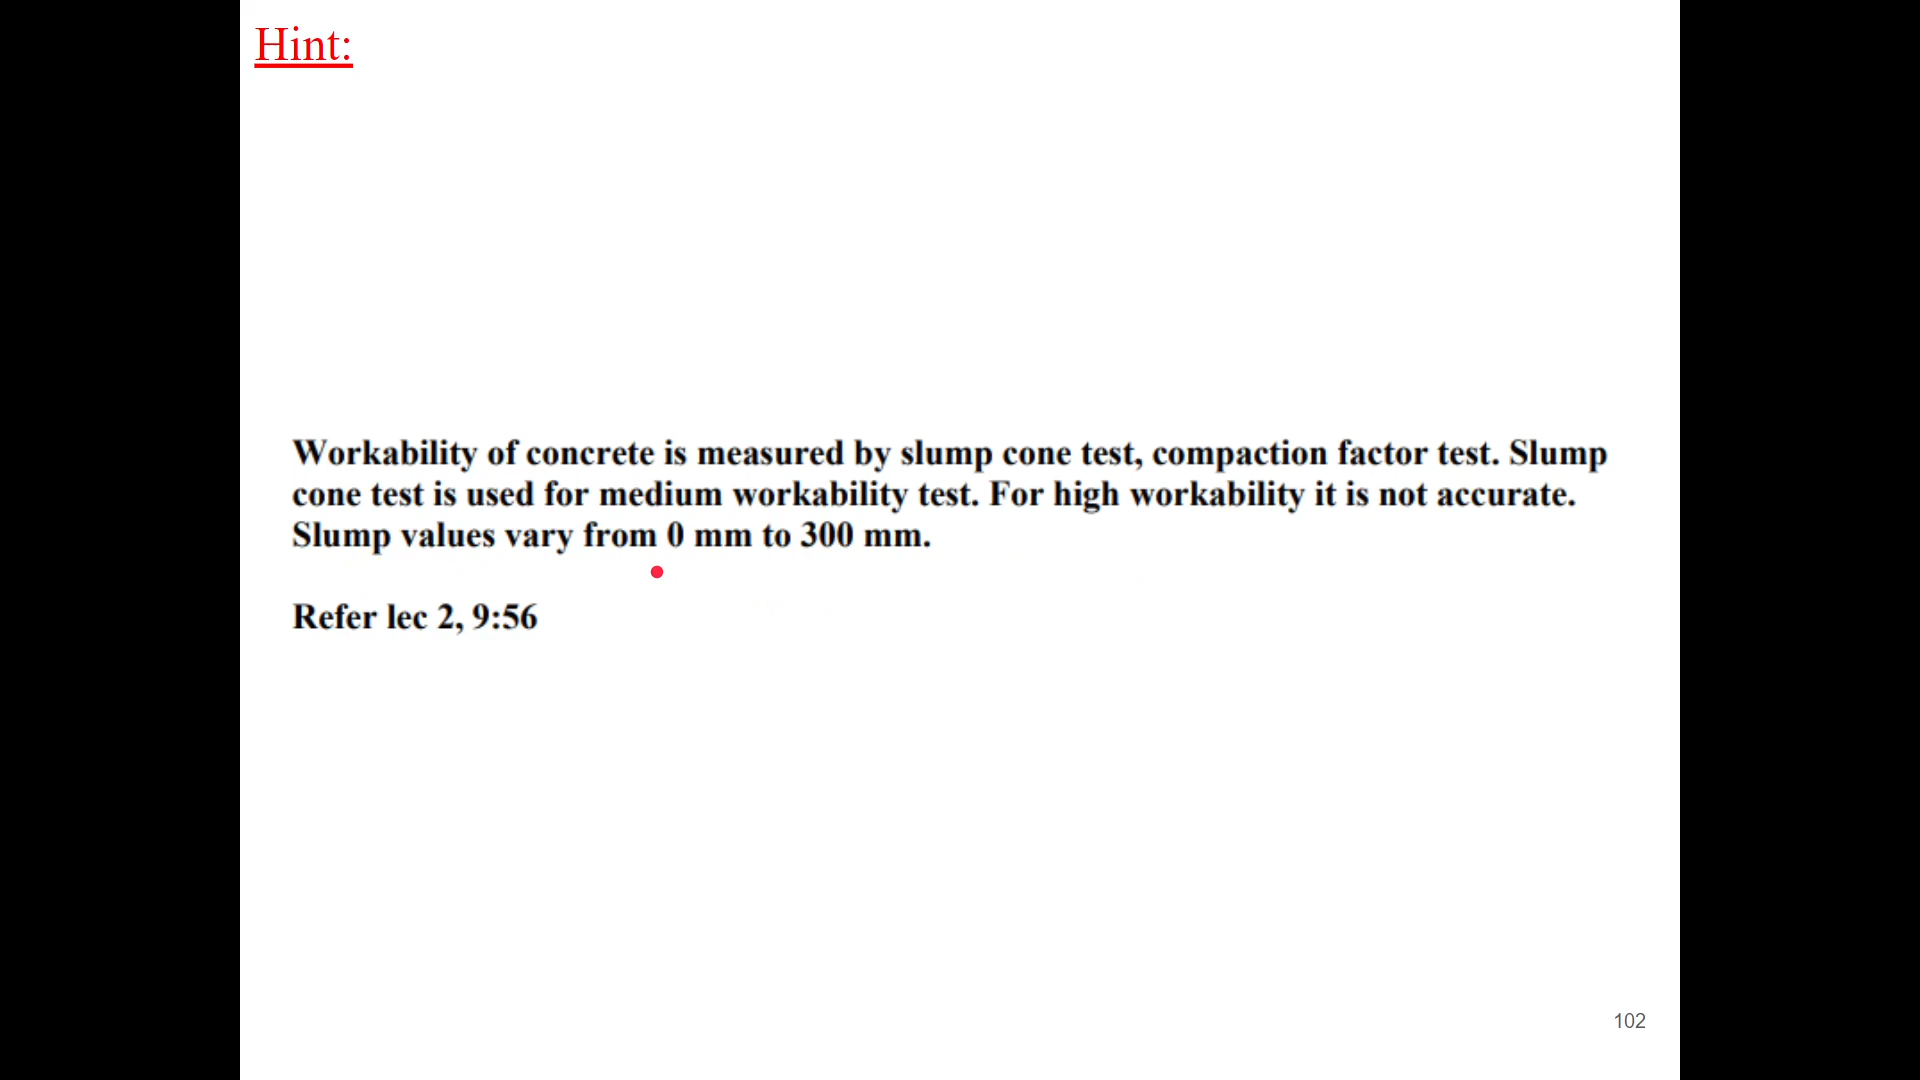 Hint:
Workability of concrete is measured by slump cone test, compaction factor test. Slump
cone test is used for medium workability test. For high workability it is not accurate.
Slump values vary from 0 mm to 300 mm.
Refer lec 2, 9:56
102